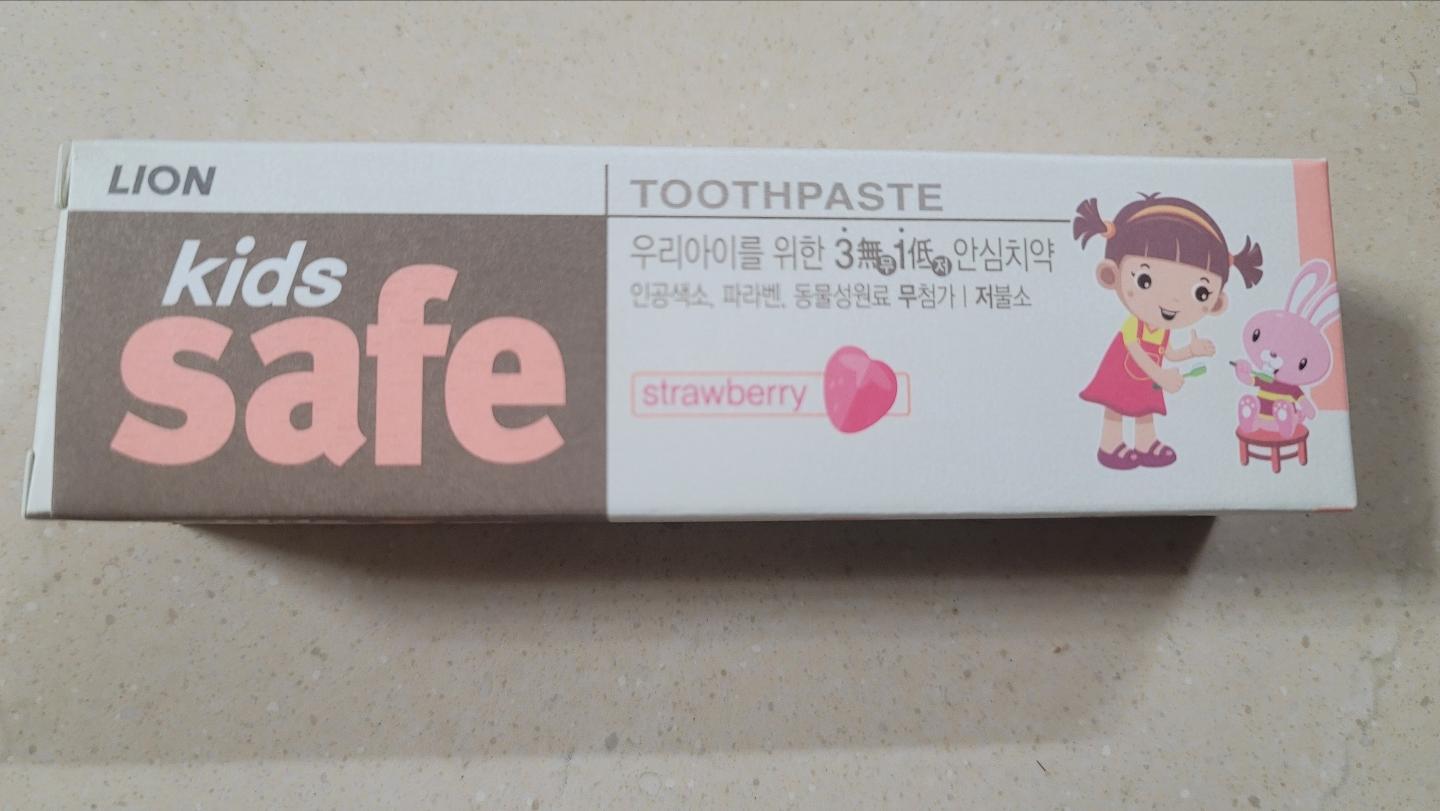 LION
kids
safe
TOOTHPASTE
우리아이를 위한 3無무1低저안심치약
인공색소, 파라벤, 동물성원료 무첨가 | 저불소
strawberry